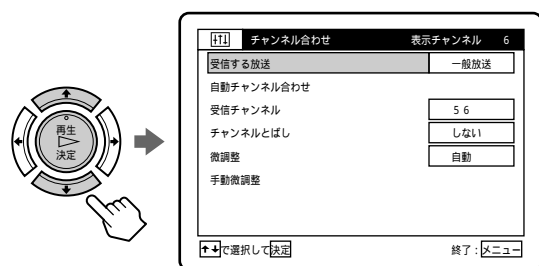 チャンネル合わせ 表示チャンネル 6
受信する放送 一般放送
自動チャンネル合わせ
受信チャンネル 56
チャンネルとばし しない
微調整 自動
手動微調整
で選択して決定 終了：メニュー
再生
決定